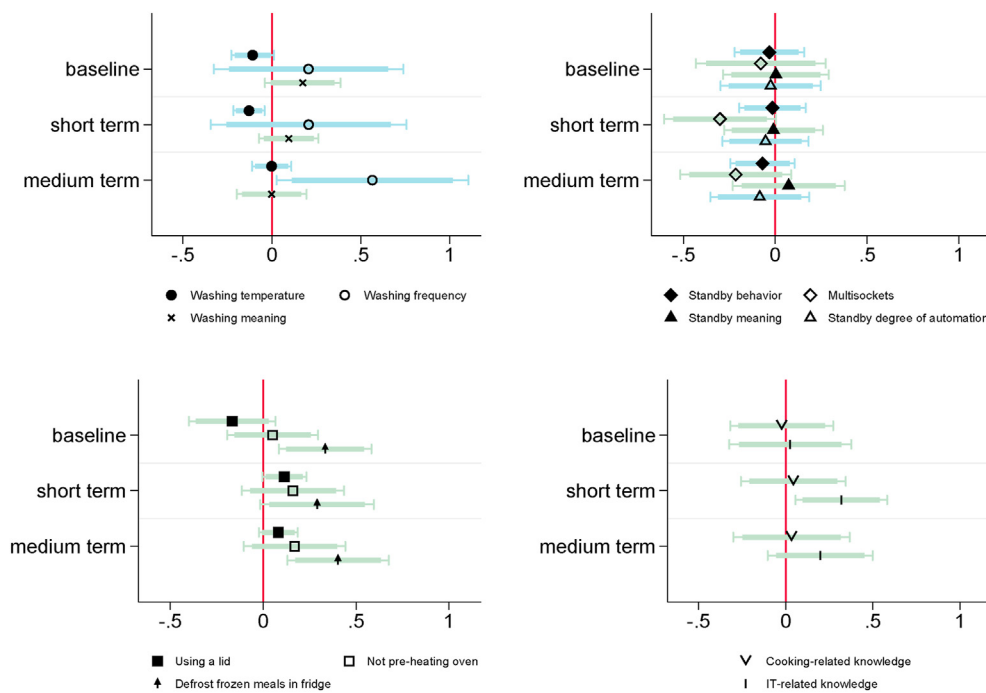 baseline
short term
medium term
-.5 0 .5 1
Washing temperature Washing frequency
Washing meaning
baseline
short term
medium term
-.5 0 .5 1
Standby behavior Multisockets
Standby meaning Standby degree of automation
baseline
short term
medium term
-.5 0 .5 1
Using a lid Not pre-heating oven
Defrost frozen meals in fridge
baseline
short term
medium term
-.5 0 .5 1
Cooking-related knowledge
IT-related knowledge